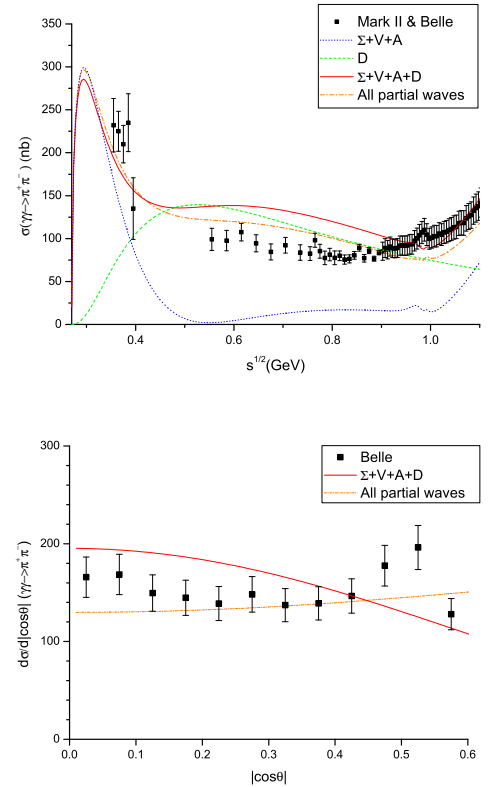 350
300
250
200
150
100
50
0
σ(γγ-->π⁺π⁻) (nb)
Mark II & Belle
Σ+V+A
D
Σ+V+A+D
All partial waves
0.4
0.6
0.8
1.0
s^1/2(GeV)
300
200
100
0
dσ/d|cosθ| (γγ-->π⁺π⁻)
Belle
Σ+V+A+D
All partial waves
0.0
0.1
0.2
0.3
0.4
0.5
0.6
|cosθ|